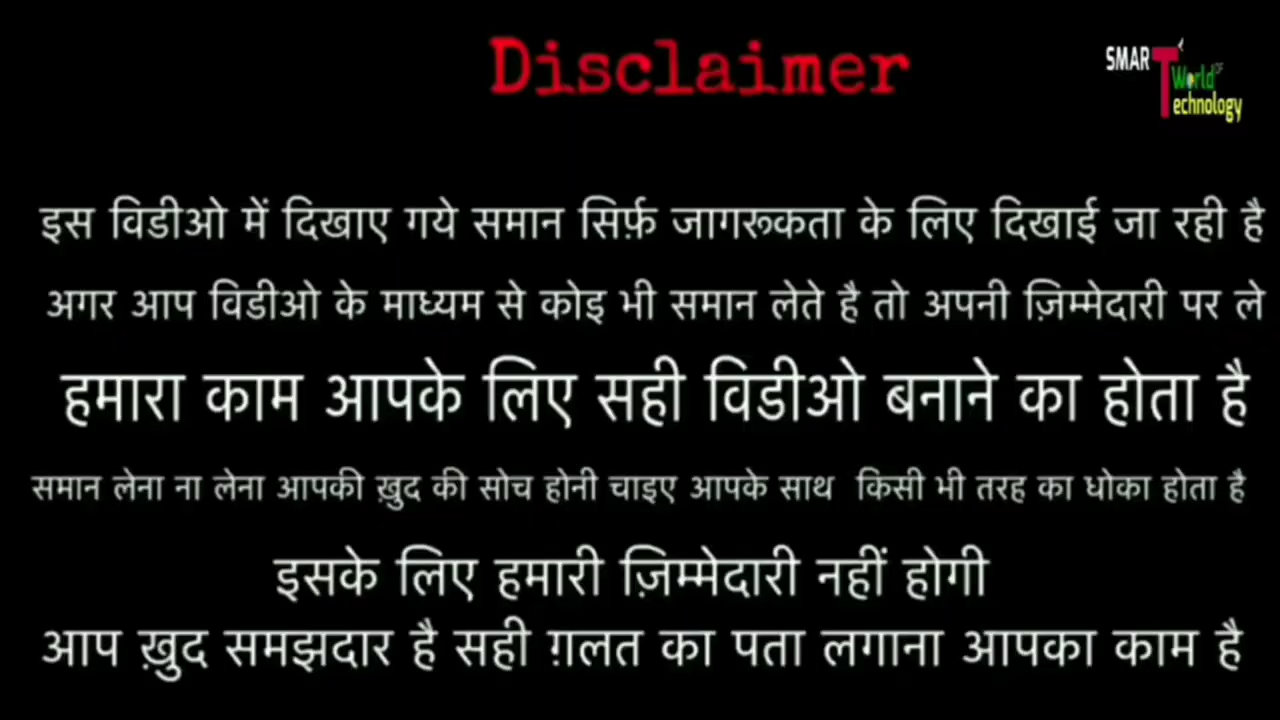 Disclaimer
SMART World OF Technology
इस विडीओ में दिखाए गये समान सिर्फ़ जागरूकता के लिए दिखाई जा रही है
अगर आप विडीओ के माध्यम से कोइ भी समान लेते है तो अपनी ज़िम्मेदारी पर ले
हमारा काम आपके लिए सही विडीओ बनाने का होता है
समान लेना ना लेना आपकी ख़ुद की सोच होनी चाइए आपके साथ किसी भी तरह का धोका होता है
इसके लिए हमारी ज़िम्मेदारी नहीं होगी
आप ख़ुद समझदार है सही ग़लत का पता लगाना आपका काम है